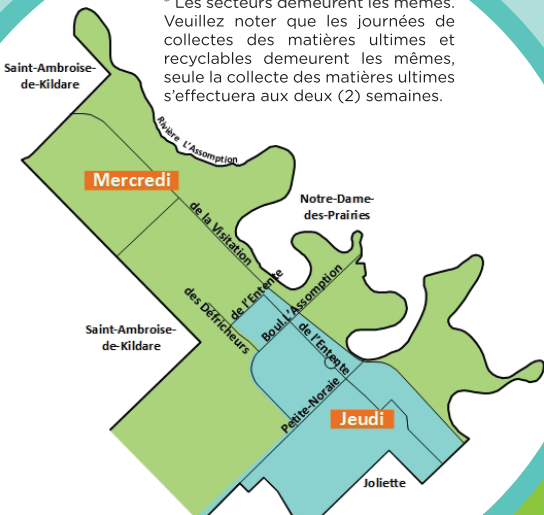 * Les secteurs demeurent les mêmes.
Veuillez noter que les journées de
collectes des matières ultimes et
recyclables demeurent les mêmes,
seule la collecte des matières ultimes
s'effectuera aux deux (2) semaines.
Saint-Ambroise-
de-Kildare
Rivière L'Assomption
Mercredi
Notre-Dame-
des-Prairies
de la Visitation
de l'Entente
Boul. L'Assomption
des Défricheurs
de l'Entente
Saint-Ambroise-
de-Kildare
Petite-Noraie
Jeudi
Joliette